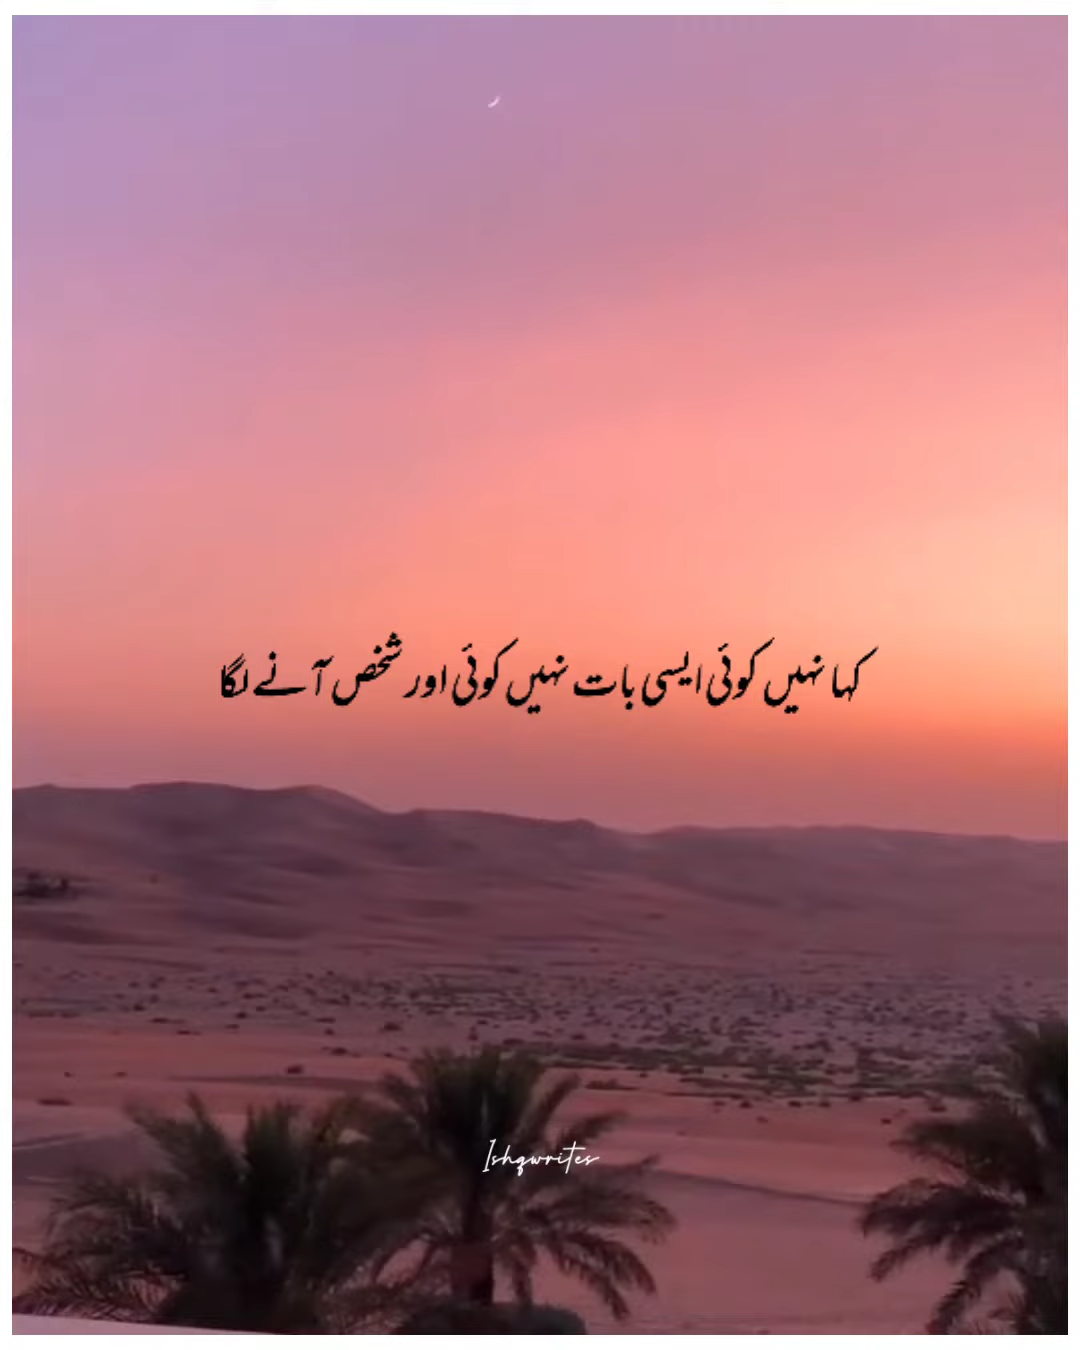 کہا نہیں کوئی ایسی بات نہیں کوئی اور شخص آنے لگا
Ishqwrites